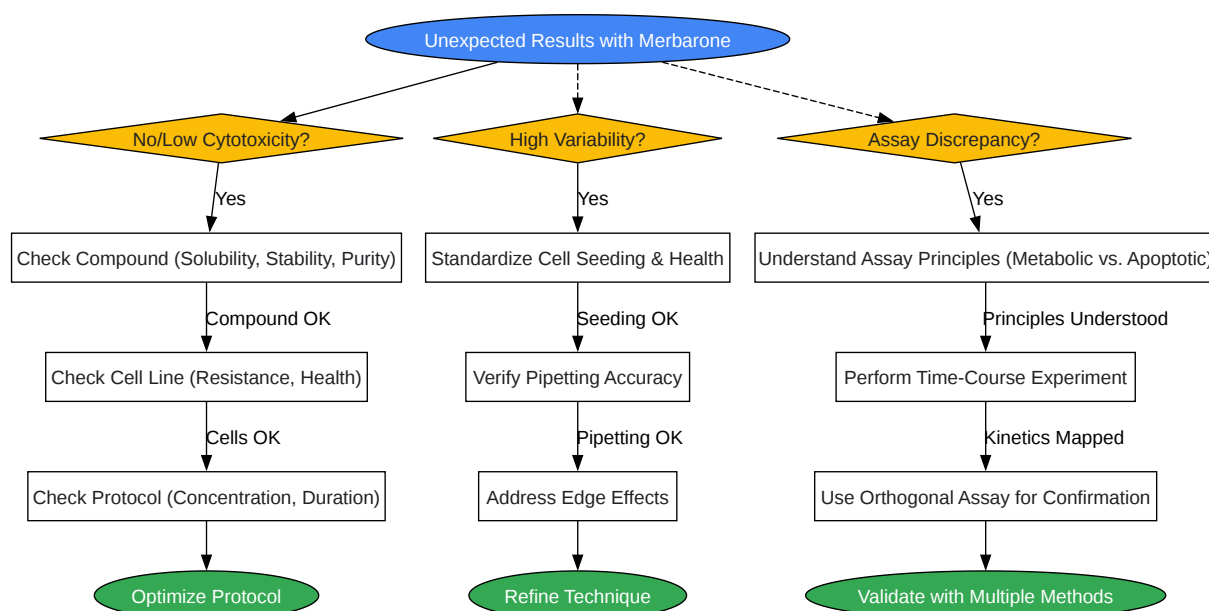 Unexpected Results with Merbarone
No/Low Cytotoxicity?
High Variability?
Assay Discrepancy?
Yes
Yes
Yes
Check Compound (Solubility, Stability, Purity)
Standardize Cell Seeding & Health
Understand Assay Principles (Metabolic vs. Apoptotic)
Compound OK
Seeding OK
Principles Understood
Check Cell Line (Resistance, Health)
Verify Pipetting Accuracy
Perform Time-Course Experiment
Cells OK
Pipetting OK
Kinetics Mapped
Check Protocol (Concentration, Duration)
Address Edge Effects
Use Orthogonal Assay for Confirmation
Optimize Protocol
Refine Technique
Validate with Multiple Methods